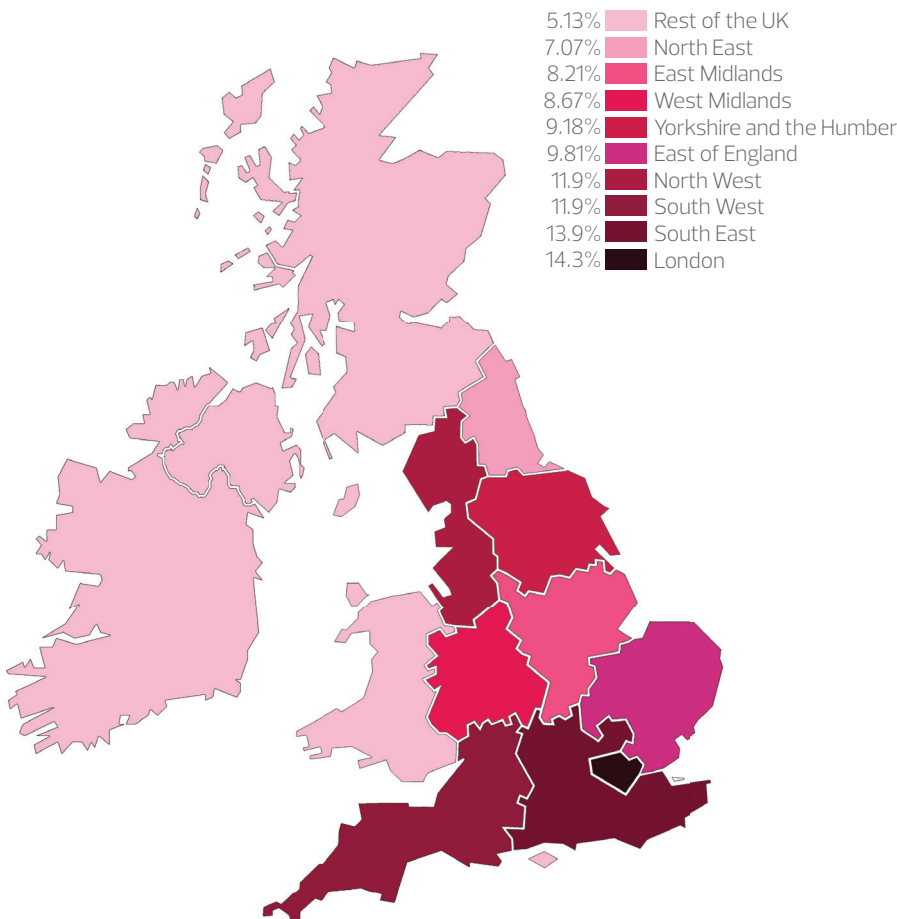 5.13% Rest of the UK
7.07% North East
8.21% East Midlands
8.67% West Midlands
9.18% Yorkshire and the Humber
9.81% East of England
11.9% North West
11.9% South West
13.9% South East
14.3% London